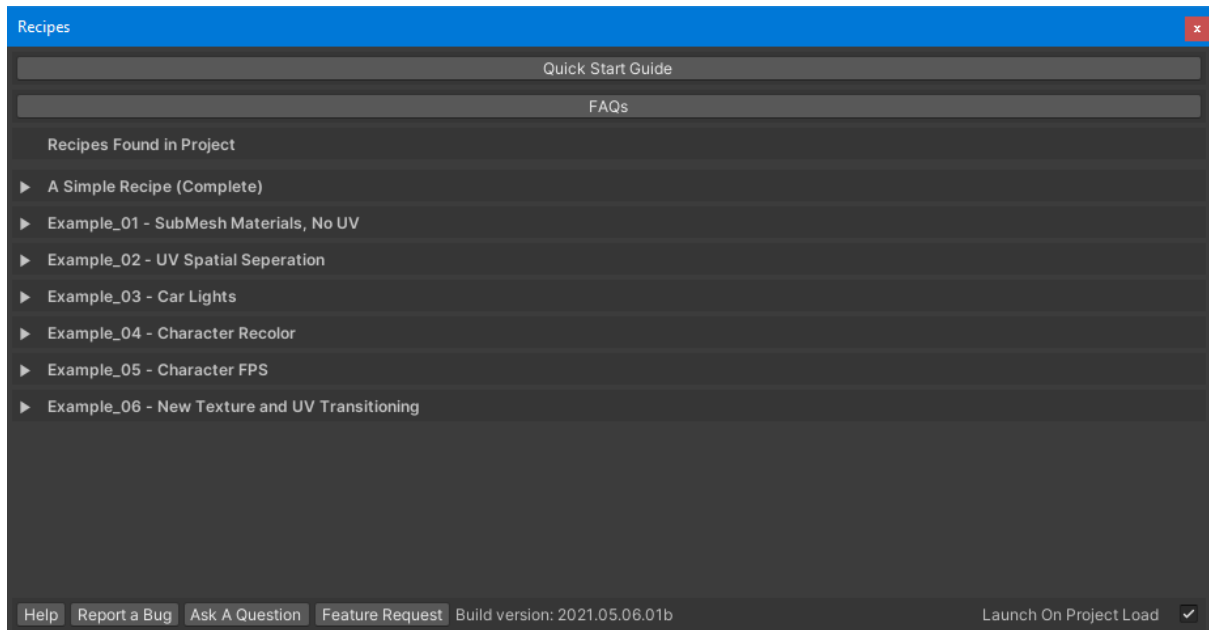 Recipes
x
Quick Start Guide
FAQs
Recipes Found in Project
A Simple Recipe (Complete)
Example_01 - SubMesh Materials, No UV
Example_02 - UV Spatial Seperation
Example_03 - Car Lights
Example_04 - Character Recolor
Example_05 - Character FPS
Example_06 - New Texture and UV Transitioning
Help Report a Bug Ask A Question Feature Request Build version: 2021.05.06.01b Launch On Project Load